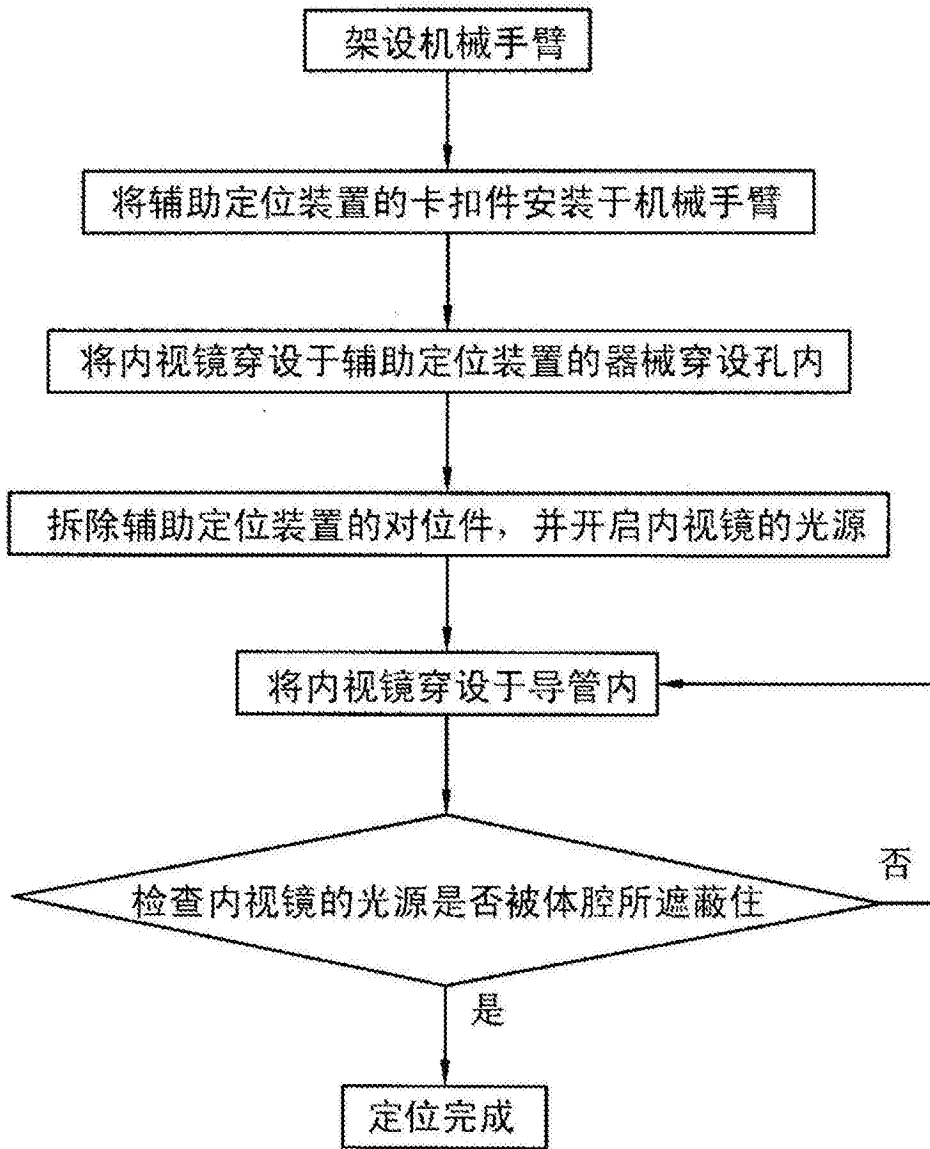 架设机械手臂
将辅助定位装置的卡扣件安装于机械手臂
将内视镜穿设于辅助定位装置的器械穿设孔内
拆除辅助定位装置的对位件，并开启内视镜的光源
将内视镜穿设于导管内
否
检查内视镜的光源是否被体腔所遮蔽住
是
定位完成